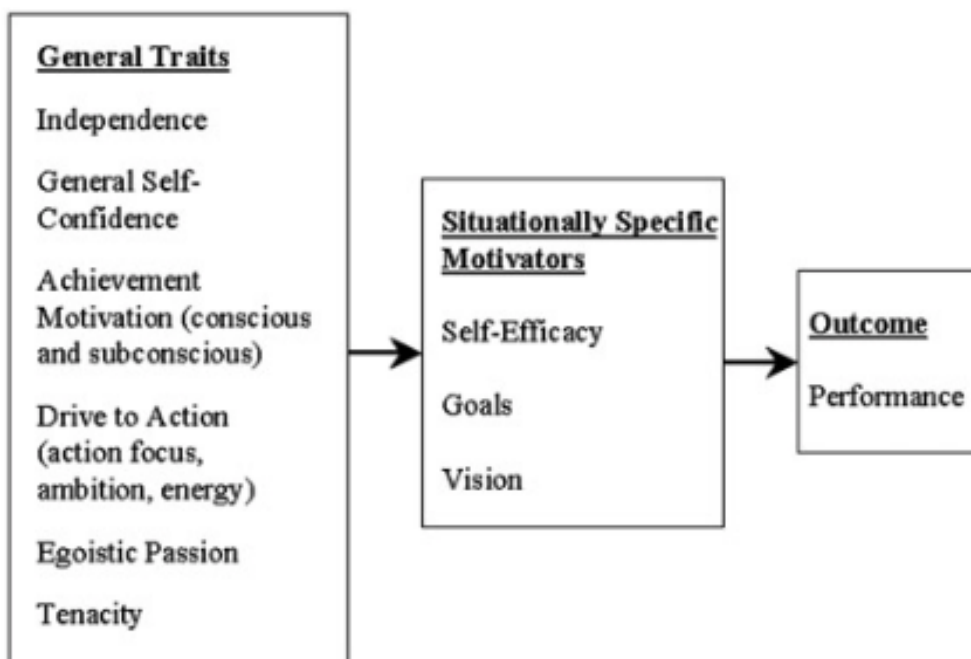 General Traits
Independence
General Self-
Confidence
Achievement
Motivation (conscious
and subconscious)
Drive to Action
(action focus,
ambition, energy)
Egoistic Passion
Tenacity
Situationally Specific
Motivators
Self-Efficacy
Goals
Vision
Outcome
Performance